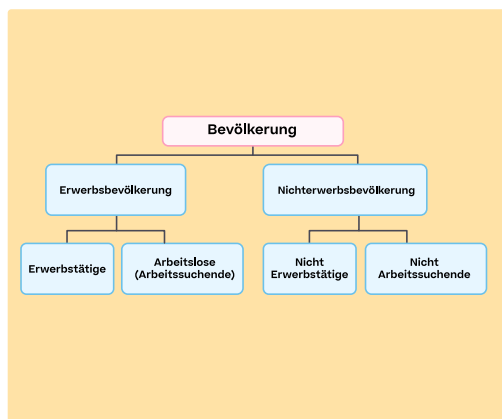 Bevölkerung
Erwerbsbevölkerung
Nichterwerbsbevölkerung
Erwerbstätige
Arbeitslose
(Arbeitssuchende)
Nicht
Erwerbstätige
Nicht
Arbeitssuchende